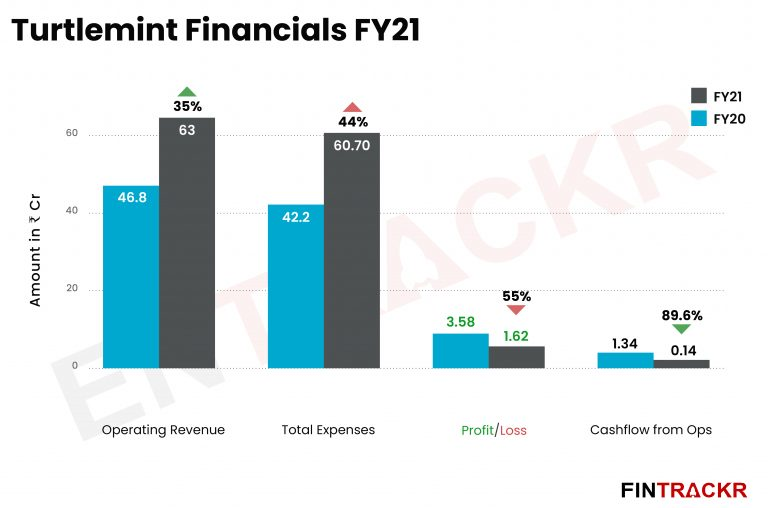 Turtlemint Financials FY21
FY21
FY20
Amount in ₹ Cr
60
40
20
0
35%
46.8
63
44%
42.2
60.70
3.58
55%
1.62
1.34
89.6%
0.14
Operating Revenue
Total Expenses
Profit/Loss
Cashflow from Ops
ENTRACKR
FINTRACKR